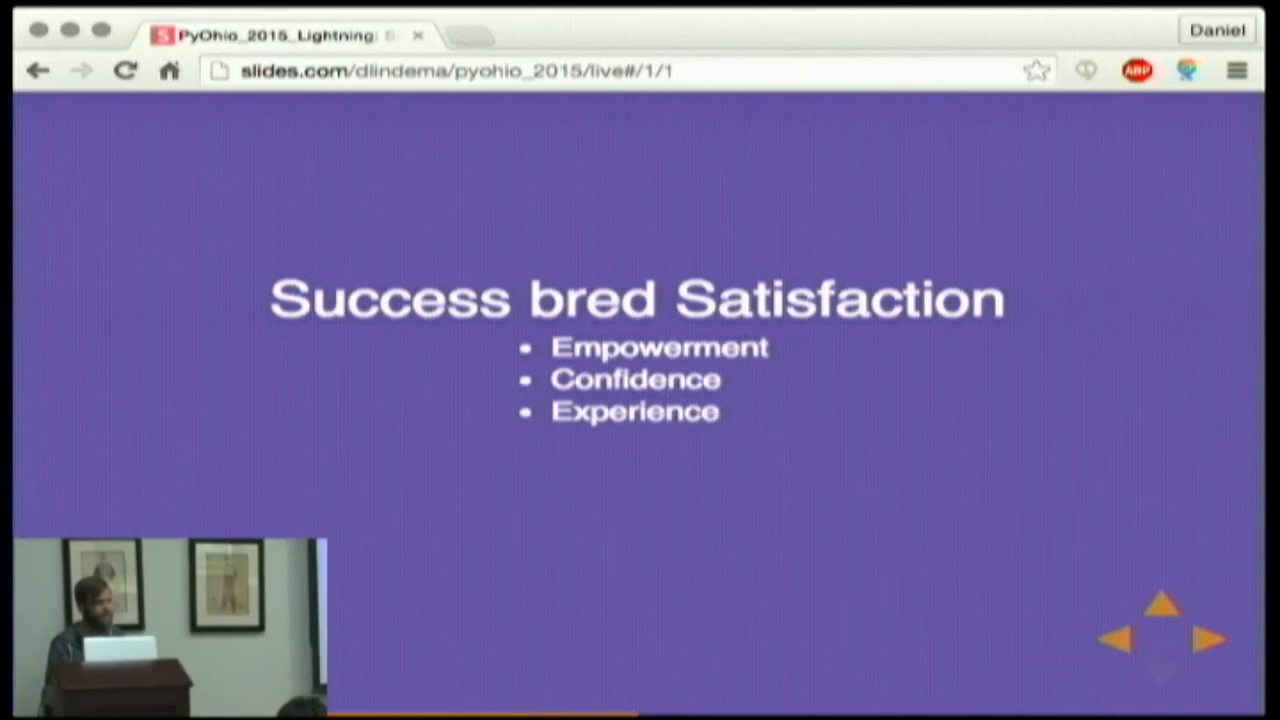 PyOhio_2015_Lightning: S
Daniel
slides.com/dlindema/pyohio_2015/live#/1/1
ABP
Success bred Satisfaction
• Empowerment
• Confidence
• Experience